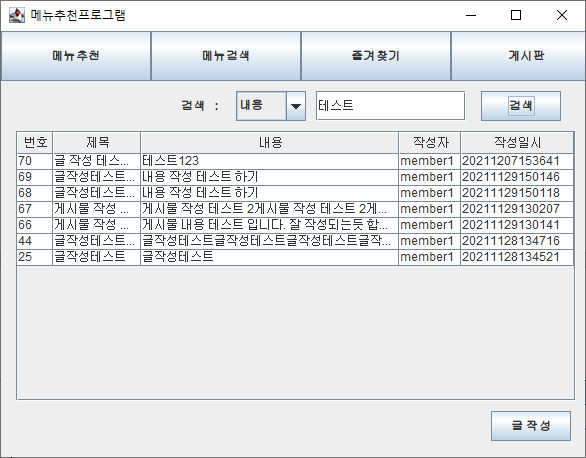 메뉴추천프로그램
메뉴추천 메뉴검색 즐겨찾기 게시판
검색 : 내용 테스트 검색
번호 제목 내용 작성자 작성일시
70 글 작성 테스... 테스트123 member1 20211207153641
69 글작성테스트... 내용 작성 테스트 하기 member1 20211129150146
68 글작성테스트... 내용 작성 테스트 하기 member1 20211129150118
67 게시물 작성 ... 게시물 작성 테스트 2게시물 작성 테스트 2게... member1 20211129130207
66 게시물 작성 ... 게시물 내용 테스트 입니다. 잘 작성되는듯 합... member1 20211129130141
44 글작성테스트... 글작성테스트글작성테스트글작성테스트글작... member1 20211128134716
25 글작성테스트 글작성테스트 member1 20211128134521
글 작성